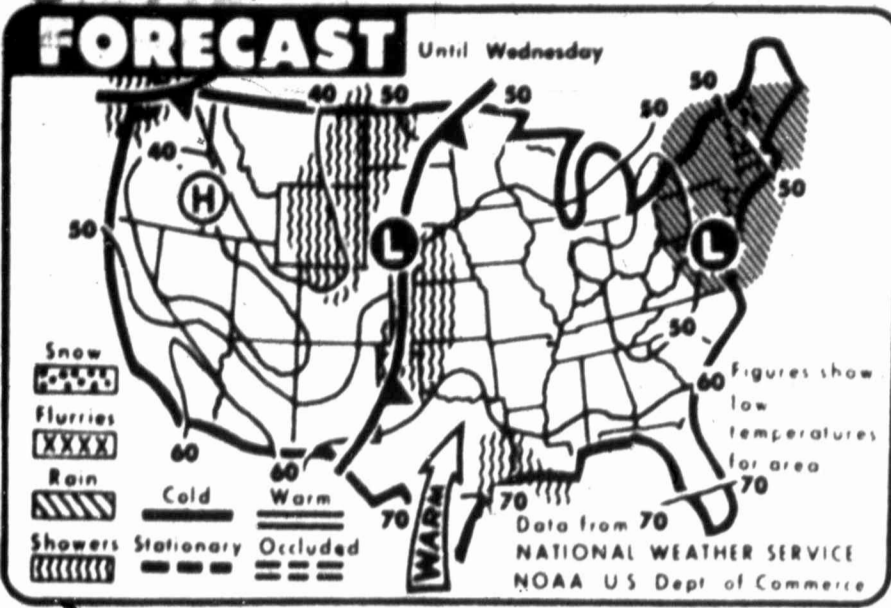 FORECAST
Until Wednesday
40 50 50 50 50
40
H
50
50
L L
50
60
Snow
Flurries
Rain
Showers
Cold Warm
Stationary Occluded
60
60
70
WARM
70
70
70
Figures show
low
temperatures
for area
Data from
NATIONAL WEATHER SERVICE
NOAA U S Dept of Commerce